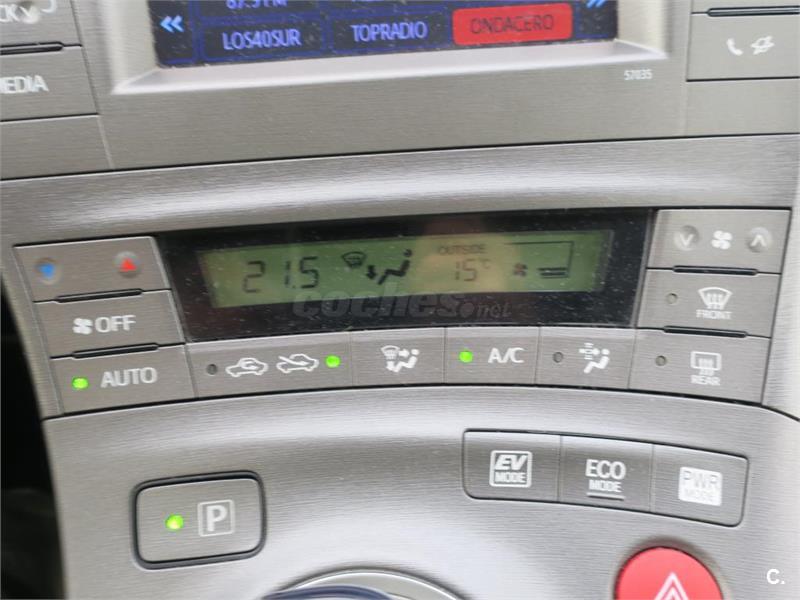 MEDIA
LOS40SUR
TOPRADIO
ONDACERO
57035
21.5
OUTSIDE
15°C
coches.net
OFF
FRONT
AUTO
A/C
REAR
EV
MODE
ECO
MODE
PWR
MODE
P
C.